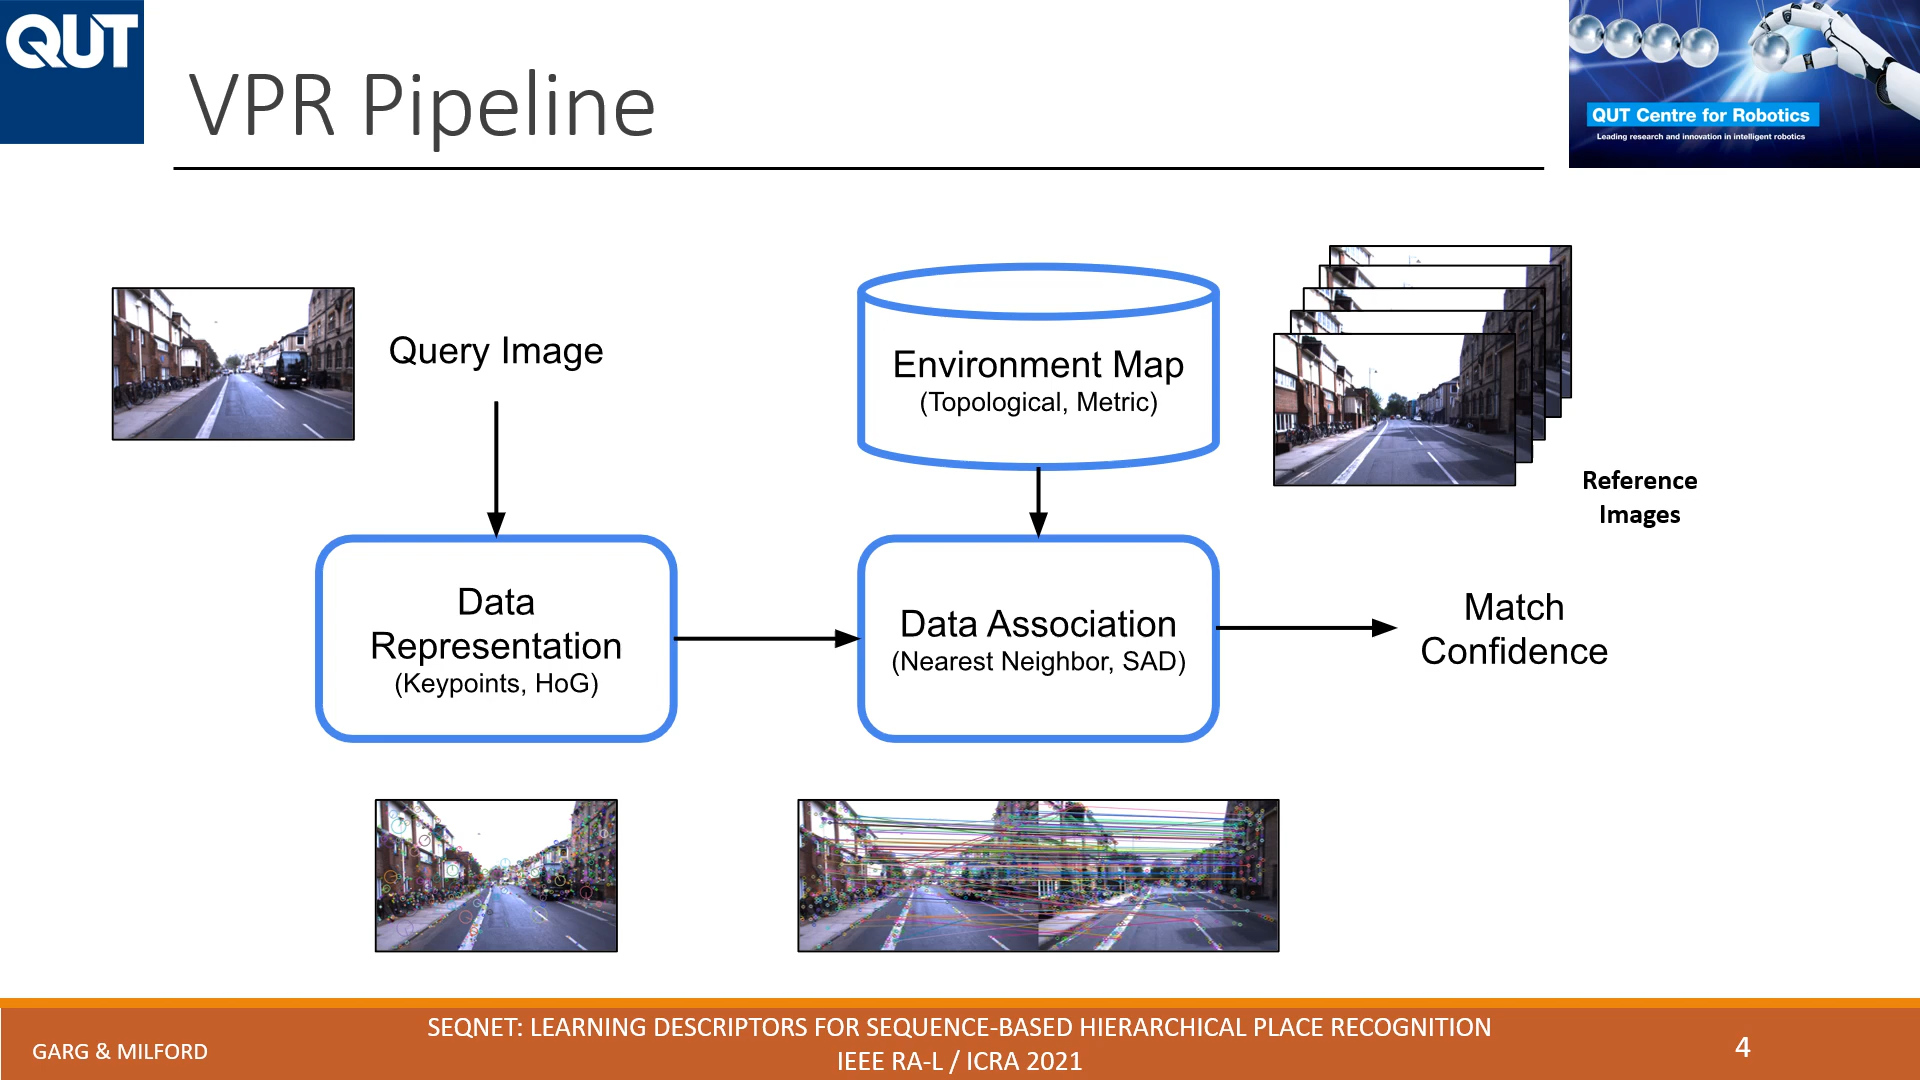 QUT
VPR Pipeline
QUT Centre for Robotics
Leading research and innovation in intelligent robotics
Query Image
Environment Map
(Topological, Metric)
Reference
Images
Data
Representation
(Keypoints, HoG)
Data Association
(Nearest Neighbor, SAD)
Match
Confidence
GARG & MILFORD
SEQNET: LEARNING DESCRIPTORS FOR SEQUENCE-BASED HIERARCHICAL PLACE RECOGNITION
IEEE RA-L / ICRA 2021
4